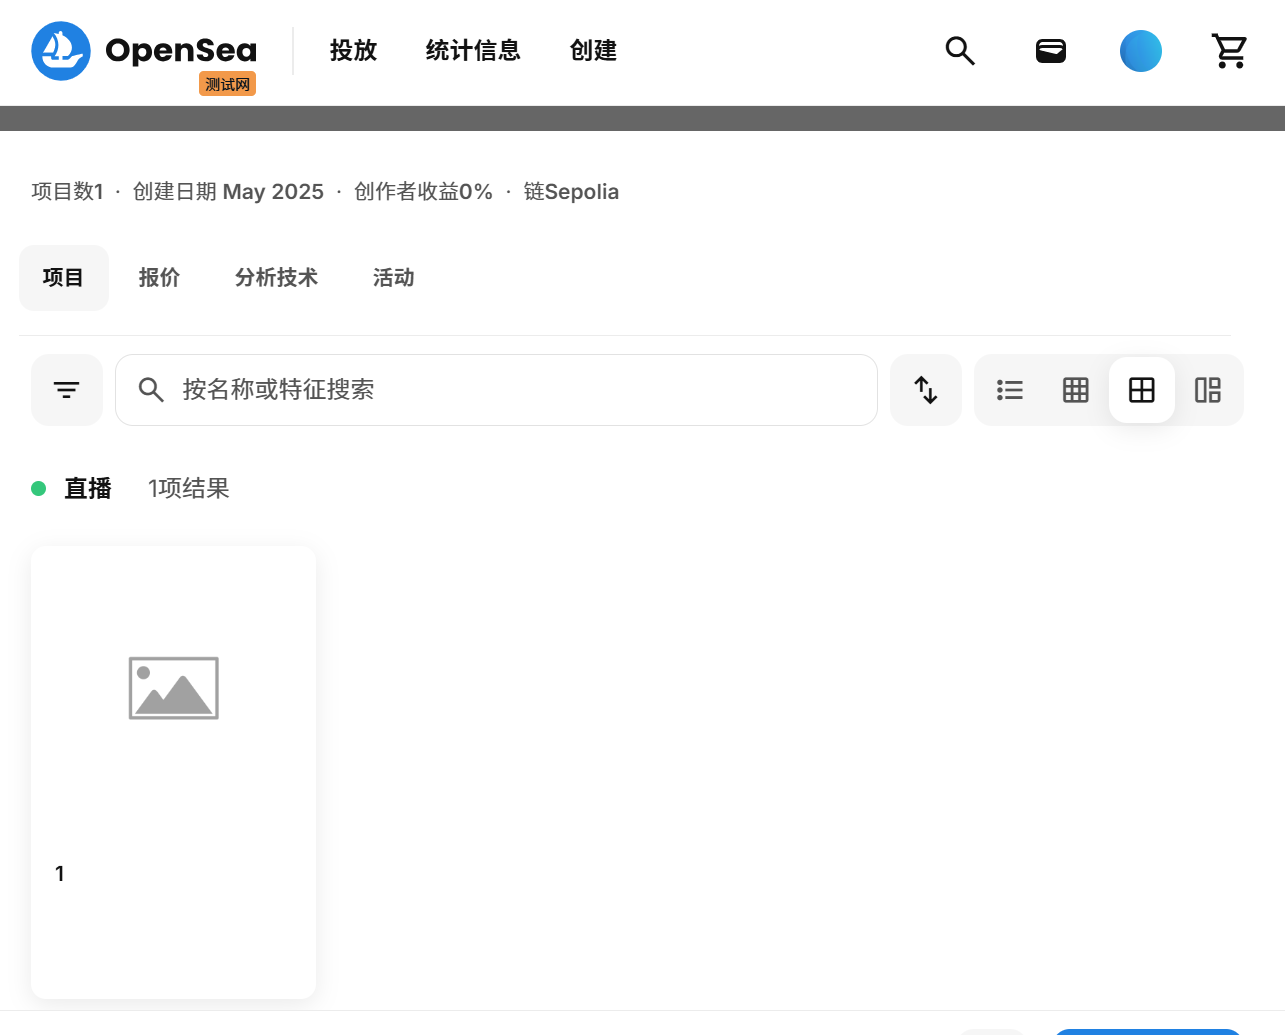 OpenSea 投放 统计信息 创建
测试网
项目数1 · 创建日期 May 2025 · 创作者收益0% · 链Sepolia
项目 报价 分析技术 活动
按名称或特征搜索
直播 1项结果
1